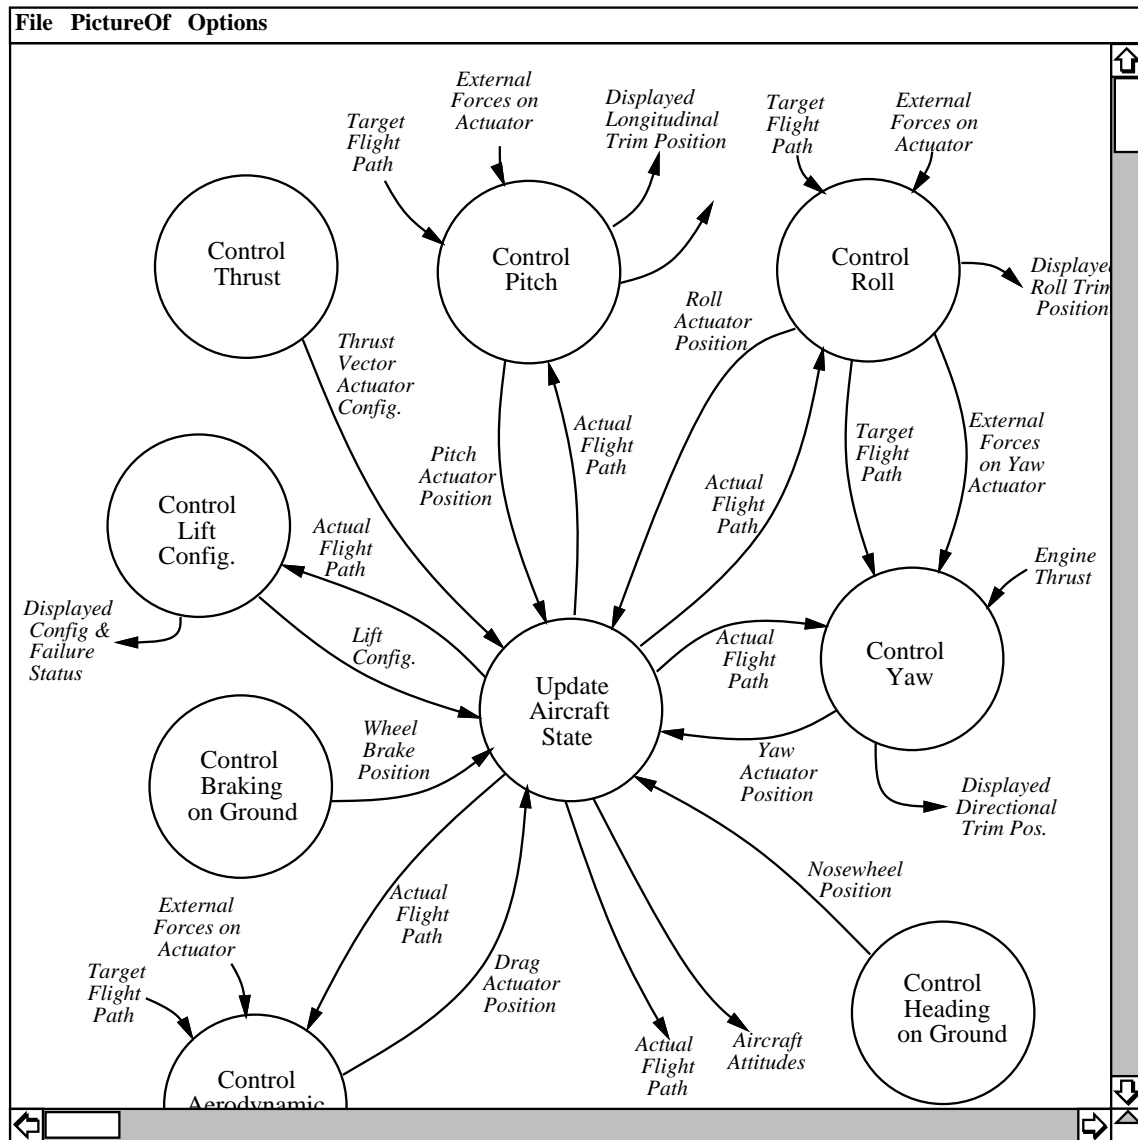 File PictureOf Options
External
Forces on
Actuator
Target
Flight
Path
Displayed
Longitudinal
Trim Position
Target
Flight
Path
External
Forces on
Actuator
Control
Thrust
Control
Pitch
Control
Roll
Displayed
Roll Trim
Position
Thrust
Vector
Actuator
Config.
Roll
Actuator
Position
Pitch
Actuator
Position
Actual
Flight
Path
Actual
Flight
Path
Target
Flight
Path
External
Forces
on Yaw
Actuator
Control
Lift
Config.
Actual
Flight
Path
Engine
Thrust
Displayed
Config &
Failure
Status
Lift
Config.
Update
Aircraft
State
Actual
Flight
Path
Control
Yaw
Control
Braking
on Ground
Wheel
Brake
Position
Yaw
Actuator
Position
Displayed
Directional
Trim Pos.
Nosewheel
Position
External
Forces on
Actuator
Target
Flight
Path
Actual
Flight
Path
Drag
Actuator
Position
Control
Heading
on Ground
Actual
Flight
Path
Aircraft
Attitudes
Control
Aerodynamic